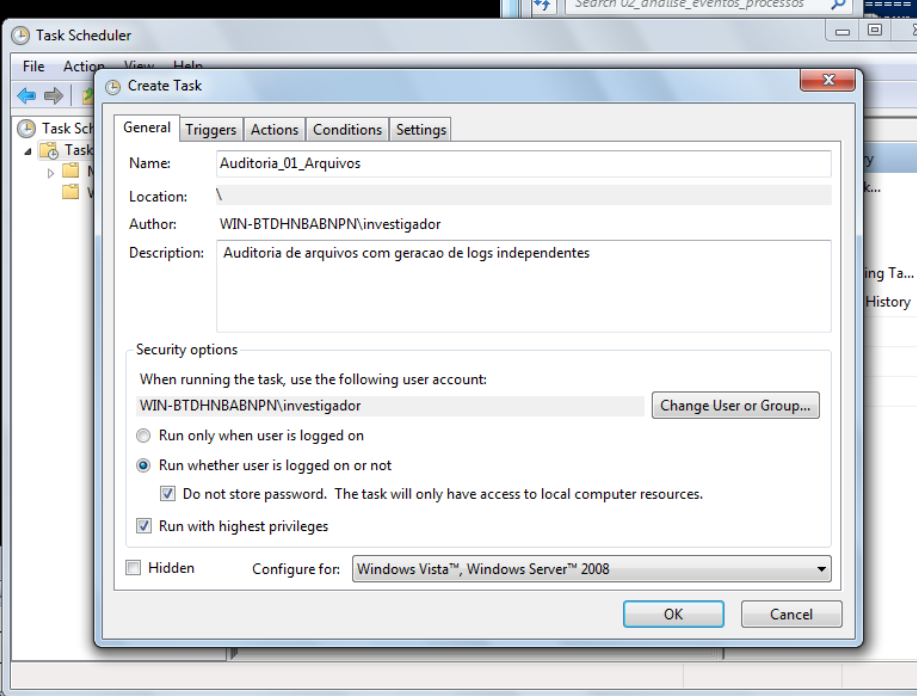 Search 02_analise_eventos_processos
Task Scheduler
File Action View Help
Create Task
Task Sch
Task
General Triggers Actions Conditions Settings
Name: Auditoria_01_Arquivos
Location: \
Author: WIN-BTDHNBABNPN\investigador
Description: Auditoria de arquivos com geracao de logs independentes
ing Ta...
History
Security options
When running the task, use the following user account:
WIN-BTDHNBABNPN\investigador
Change User or Group...
Run only when user is logged on
Run whether user is logged on or not
Do not store password. The task will only have access to local computer resources.
Run with highest privileges
Hidden
Configure for: Windows Vista™, Windows Server™ 2008
OK Cancel